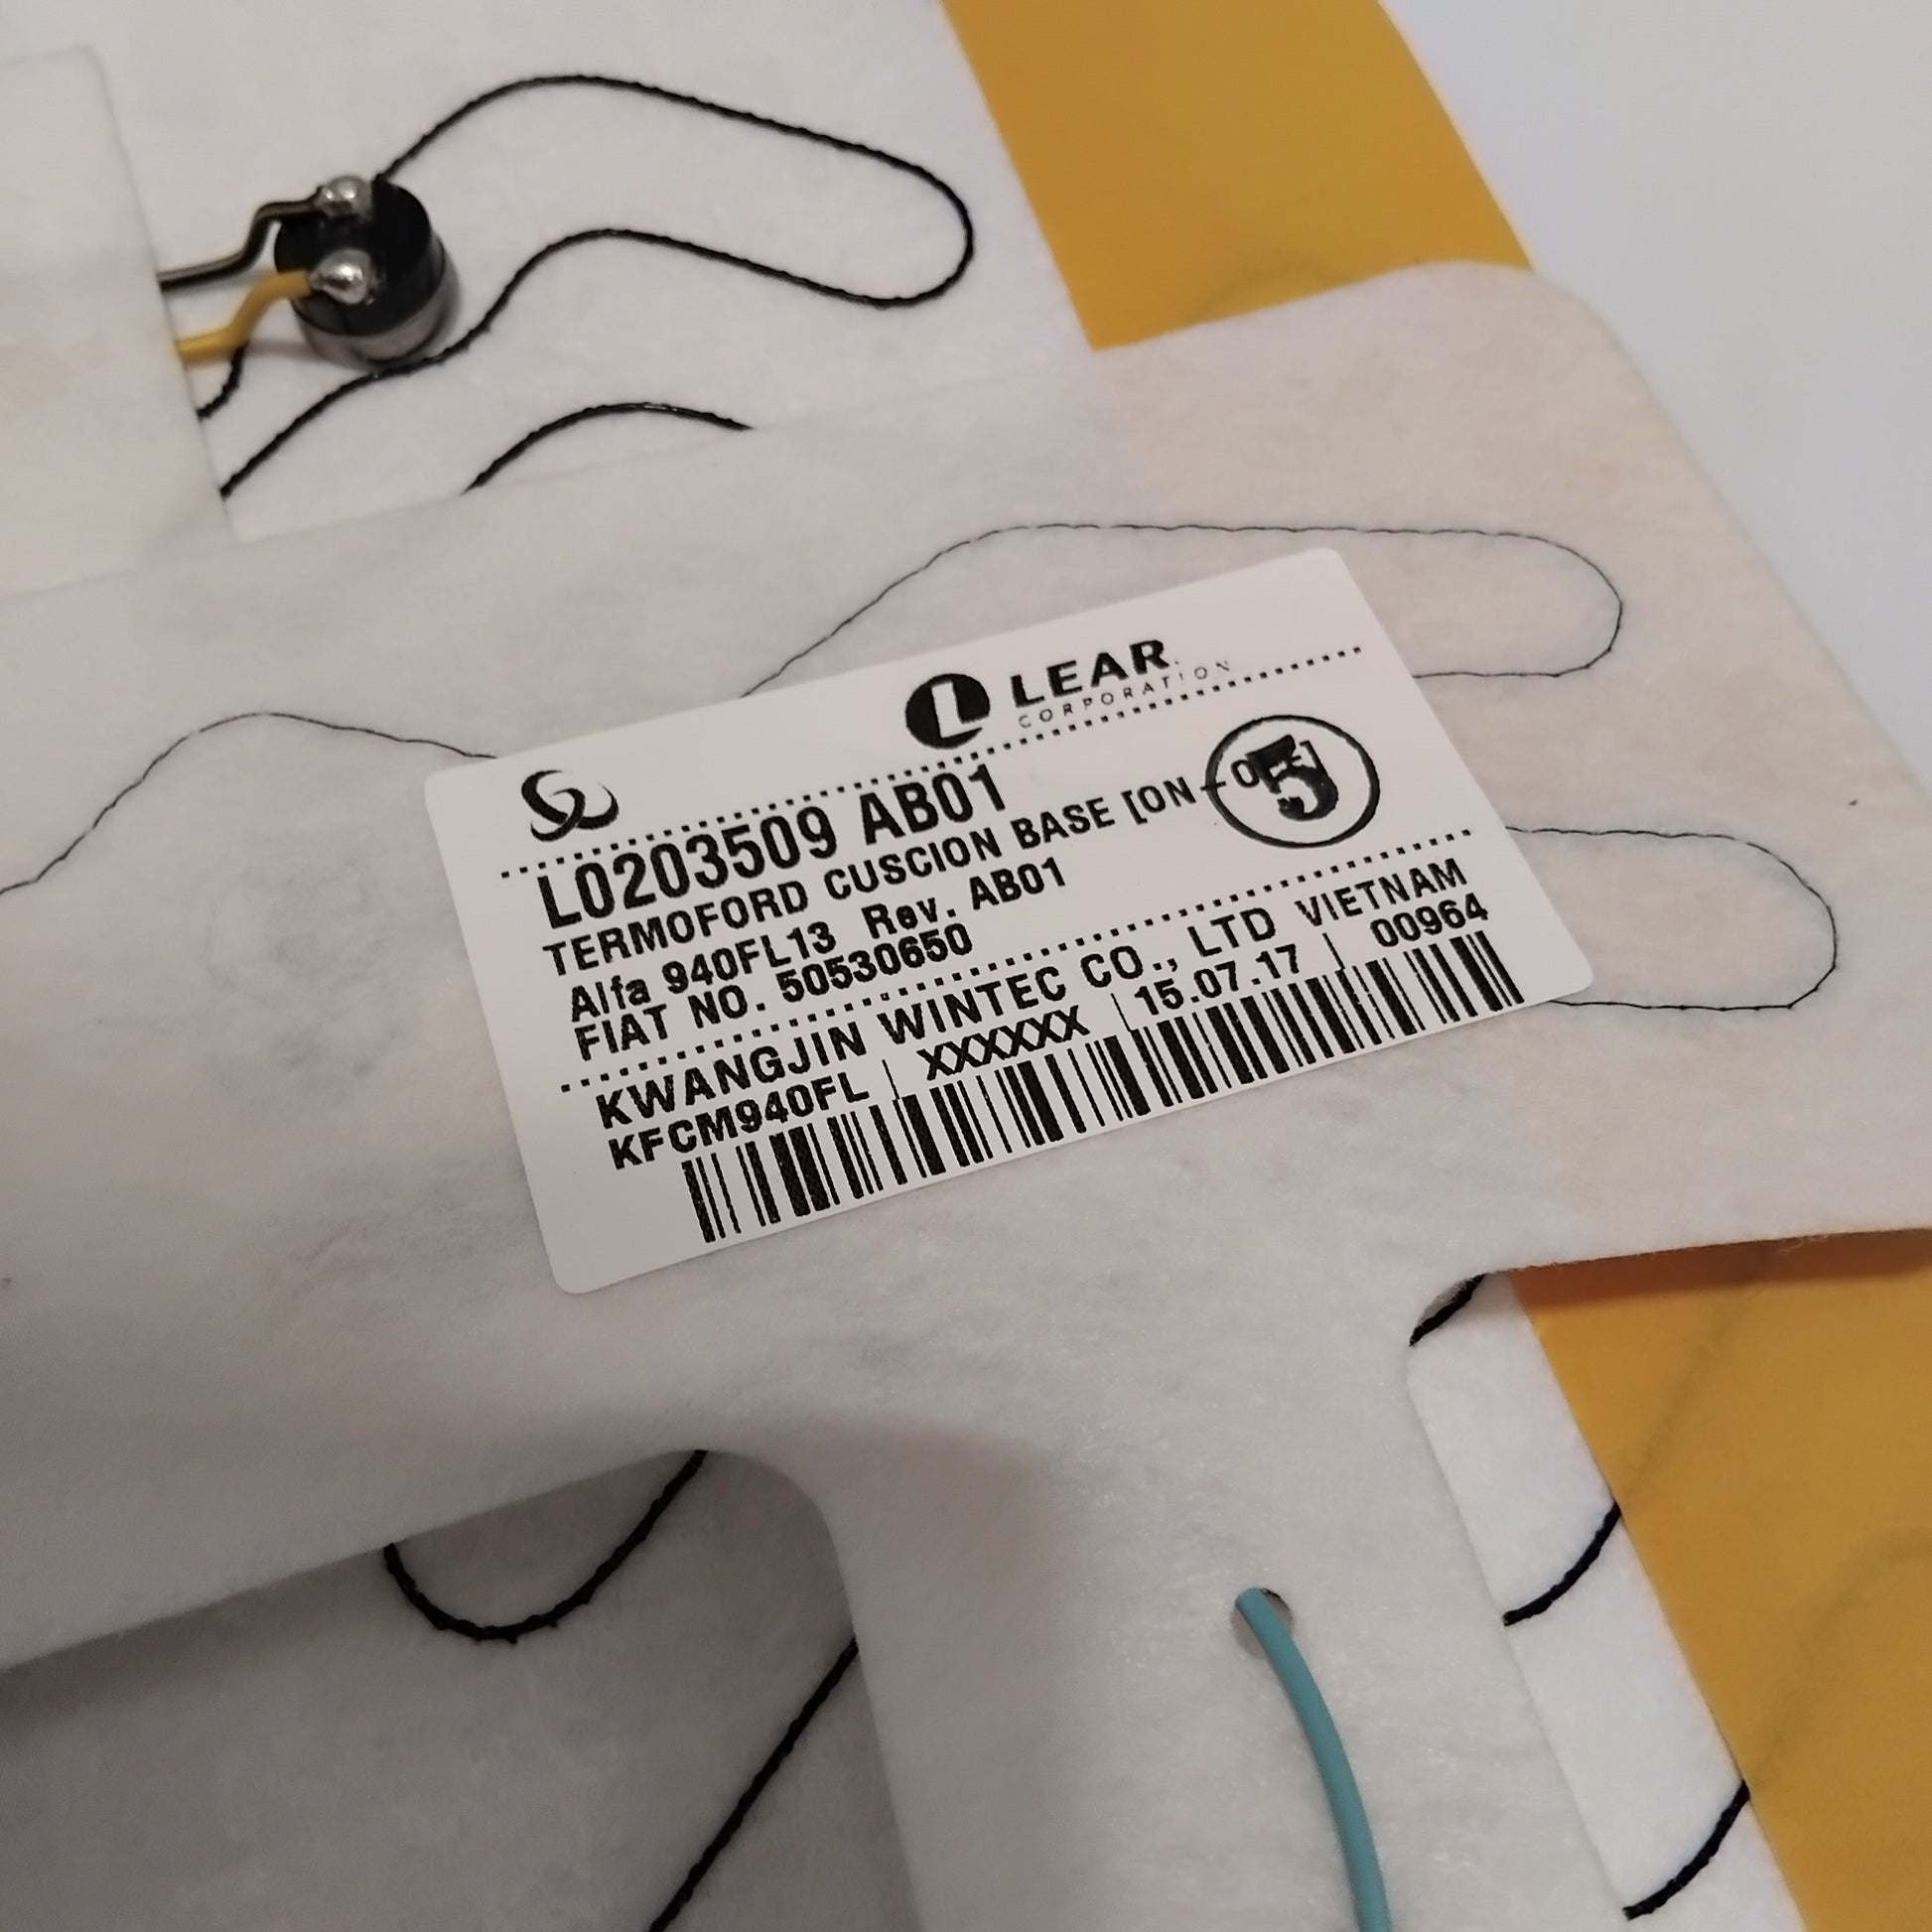 L LEAR
CORPORATION
L0203509 AB01
TERMOFORD CUSCION BASE [ON-OFF]
5
Alfa 940FL13 Rev. AB01
FIAT NO. 50530650
KWANGJIN WINTEC CO., LTD VIETNAM
KFCM940FL | XXXXXX | 15.07.17 | 00964